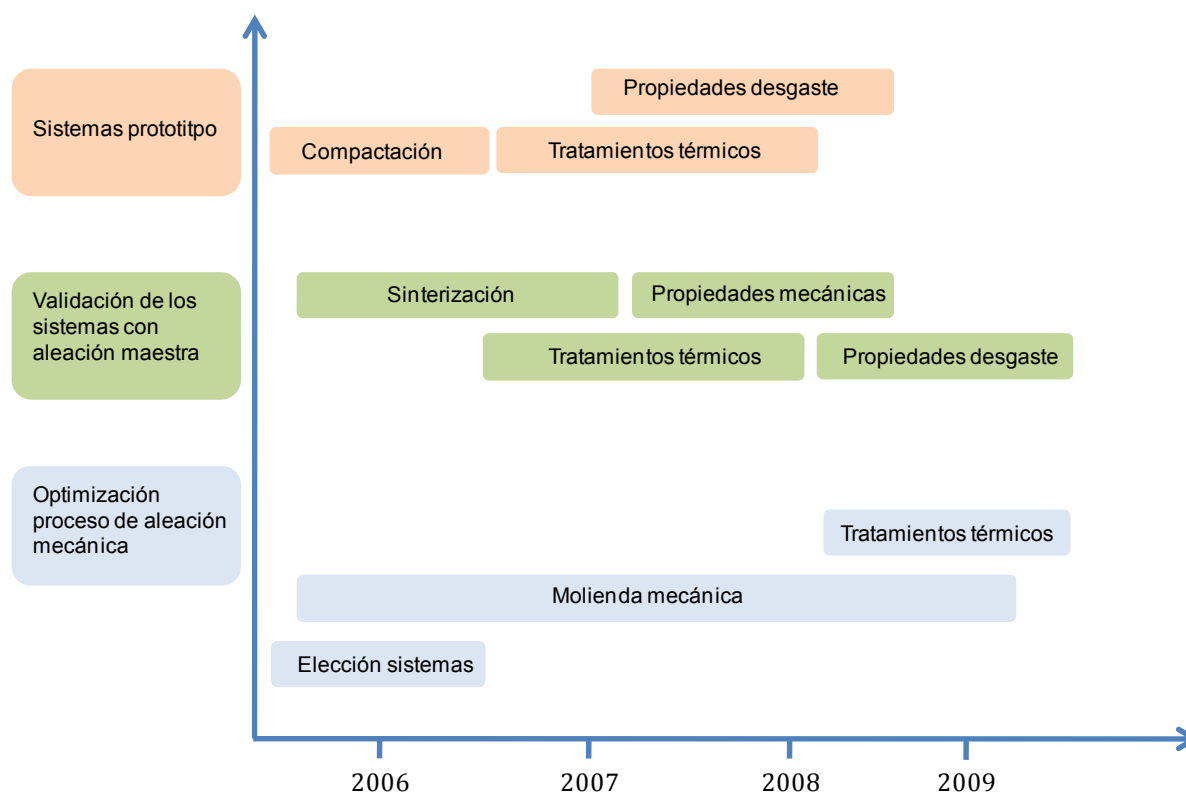 Propiedades desgaste
Sistemas prototitpo
Compactación
Tratamientos térmicos
Validación de los
sistemas con
aleación maestra
Sinterización
Propiedades mecánicas
Tratamientos térmicos
Propiedades desgaste
Optimización
proceso de aleación
mecánica
Tratamientos térmicos
Molienda mecánica
Elección sistemas
2006
2007
2008
2009